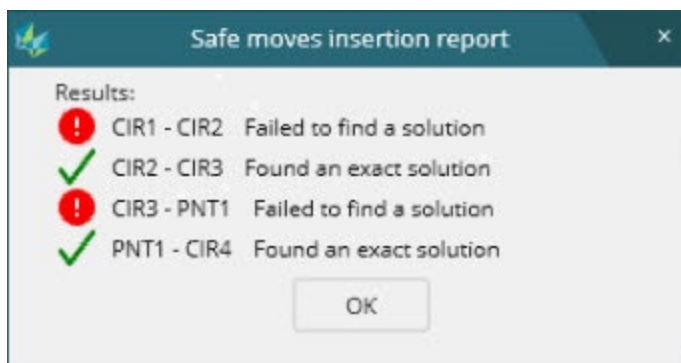 Safe moves insertion report
Results:
CIR1 - CIR2 Failed to find a solution
CIR2 - CIR3 Found an exact solution
CIR3 - PNT1 Failed to find a solution
PNT1 - CIR4 Found an exact solution
OK